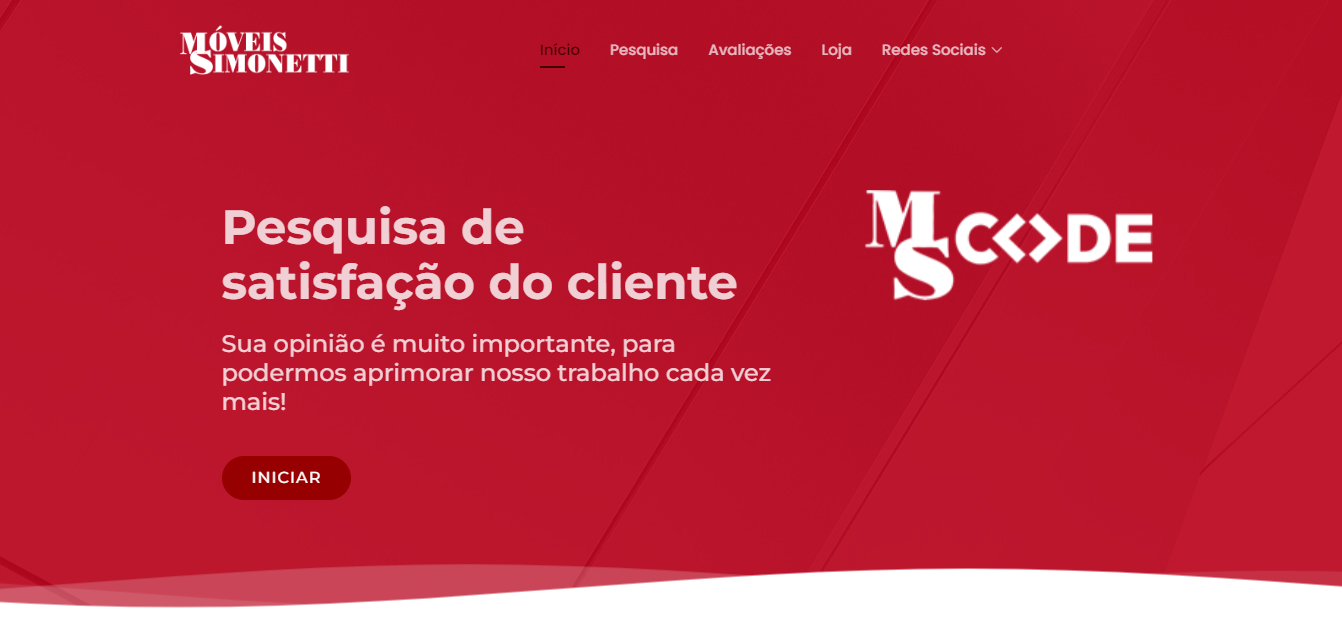 MÓVEIS
SIMONETTI
Início Pesquisa Avaliações Loja Redes Sociais
MS CODE
Pesquisa de
satisfação do cliente
Sua opinião é muito importante, para
podermos aprimorar nosso trabalho cada vez
mais!
INICIAR